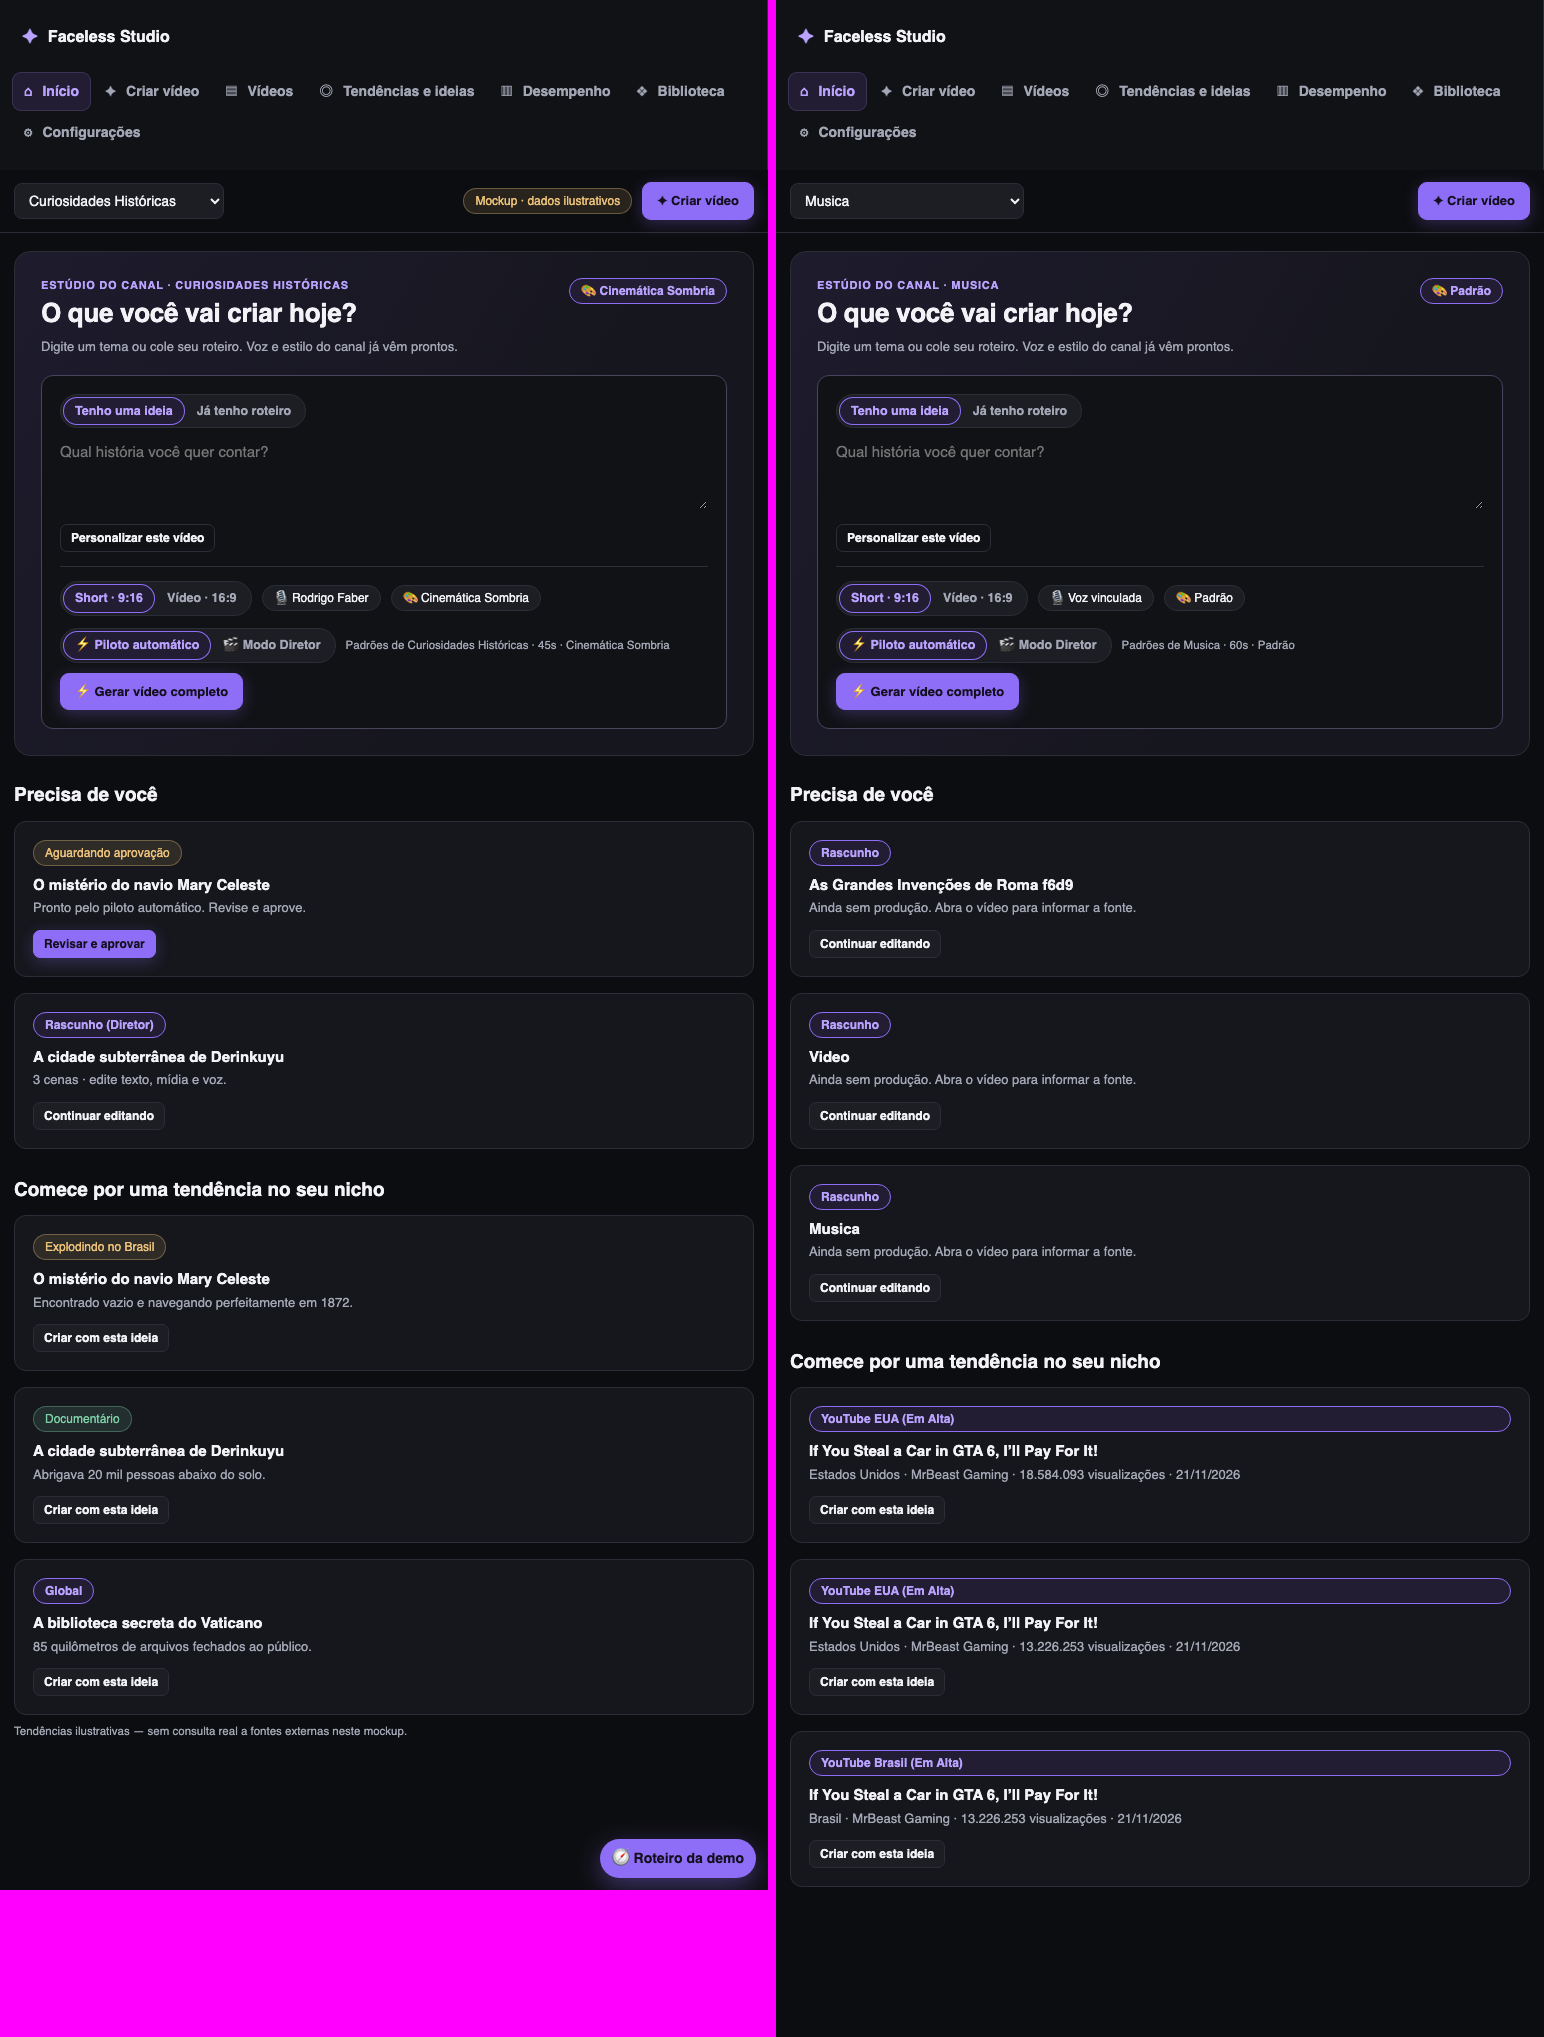 Faceless Studio
Início
Criar vídeo
Vídeos
Tendências e ideias
Desempenho
Biblioteca
Configurações
Curiosidades Históricas
Mockup · dados ilustrativos
Criar vídeo
ESTÚDIO DO CANAL · CURIOSIDADES HISTÓRICAS
O que você vai criar hoje?
Cinemática Sombria
Digite um tema ou cole seu roteiro. Voz e estilo do canal já vêm prontos.
Tenho uma ideia
Já tenho roteiro
Qual história você quer contar?
Personalizar este vídeo
Short · 9:16
Vídeo · 16:9
Rodrigo Faber
Cinemática Sombria
Piloto automático
Modo Diretor
Padrões de Curiosidades Históricas · 45s · Cinemática Sombria
Gerar vídeo completo
Precisa de você
Aguardando aprovação
O mistério do navio Mary Celeste
Pronto pelo piloto automático. Revise e aprove.
Revisar e aprovar
Rascunho (Diretor)
A cidade subterrânea de Derinkuyu
3 cenas · edite texto, mídia e voz.
Continuar editando
Comece por uma tendência no seu nicho
Explodindo no Brasil
O mistério do navio Mary Celeste
Encontrado vazio e navegando perfeitamente em 1872.
Criar com esta ideia
Documentário
A cidade subterrânea de Derinkuyu
Abrigava 20 mil pessoas abaixo do solo.
Criar com esta ideia
Global
A biblioteca secreta do Vaticano
85 quilômetros de arquivos fechados ao público.
Criar com esta ideia
Tendências ilustrativas — sem consulta real a fontes externas neste mockup.
Roteiro da demo
Faceless Studio
Início
Criar vídeo
Vídeos
Tendências e ideias
Desempenho
Biblioteca
Configurações
Musica
Criar vídeo
ESTÚDIO DO CANAL · MUSICA
O que você vai criar hoje?
Padrão
Digite um tema ou cole seu roteiro. Voz e estilo do canal já vêm prontos.
Tenho uma ideia
Já tenho roteiro
Qual história você quer contar?
Personalizar este vídeo
Short · 9:16
Vídeo · 16:9
Voz vinculada
Padrão
Piloto automático
Modo Diretor
Padrões de Musica · 60s · Padrão
Gerar vídeo completo
Precisa de você
Rascunho
As Grandes Invenções de Roma f6d9
Ainda sem produção. Abra o vídeo para informar a fonte.
Continuar editando
Rascunho
Video
Ainda sem produção. Abra o vídeo para informar a fonte.
Continuar editando
Rascunho
Musica
Ainda sem produção. Abra o vídeo para informar a fonte.
Continuar editando
Comece por uma tendência no seu nicho
YouTube EUA (Em Alta)
If You Steal a Car in GTA 6, I'll Pay For It!
Estados Unidos · MrBeast Gaming · 18.584.093 visualizações · 21/11/2026
Criar com esta ideia
YouTube EUA (Em Alta)
If You Steal a Car in GTA 6, I'll Pay For It!
Estados Unidos · MrBeast Gaming · 13.226.253 visualizações · 21/11/2026
Criar com esta ideia
YouTube Brasil (Em Alta)
If You Steal a Car in GTA 6, I'll Pay For It!
Brasil · MrBeast Gaming · 13.226.253 visualizações · 21/11/2026
Criar com esta ideia